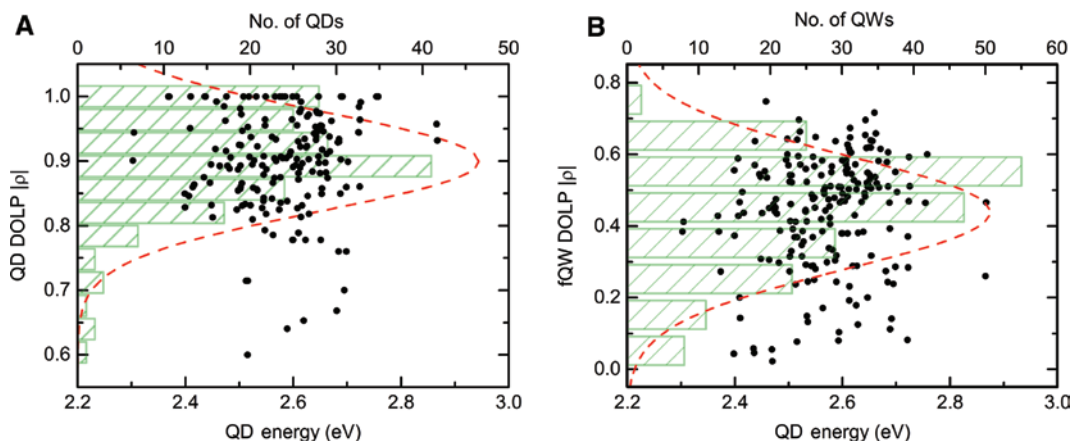 A
No. of QDs
0 10 20 30 40 50
QD DOLP |ρ|
1.0
0.9
0.8
0.7
0.6
2.2 2.4 2.6 2.8 3.0
QD energy (eV)
B
No. of QWs
0 10 20 30 40 50 60
fQW DOLP |ρ|
0.8
0.6
0.4
0.2
0.0
2.2 2.4 2.6 2.8 3.0
QD energy (eV)